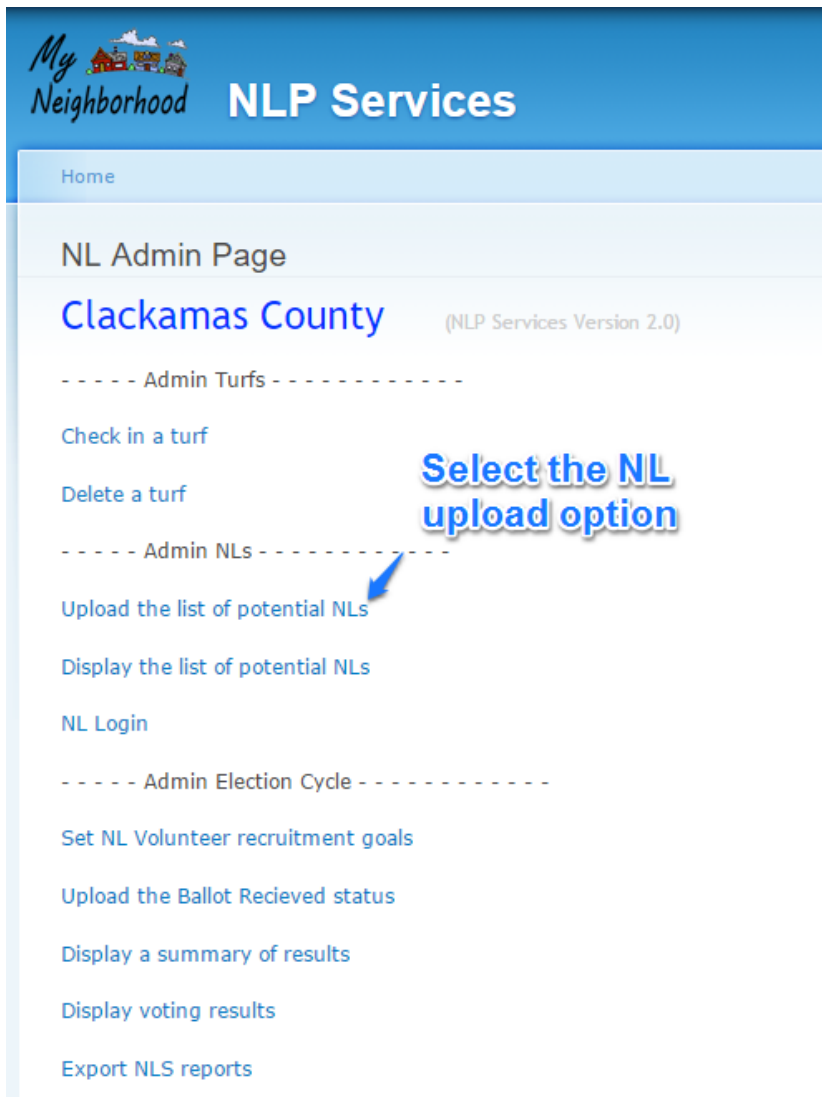 My
Neighborhood
NLP Services
Home
NL Admin Page
Clackamas County (NLP Services Version 2.0)
- - - - - Admin Turfs - - - - - - - - - - - -
Check in a turf
Delete a turf
Select the NL
upload option
- - - - - Admin NLs - - - - - - - - - - - -
Upload the list of potential NLs
Display the list of potential NLs
NL Login
- - - - - Admin Election Cycle - - - - - - - - - - - -
Set NL Volunteer recruitment goals
Upload the Ballot Recieved status
Display a summary of results
Display voting results
Export NLS reports